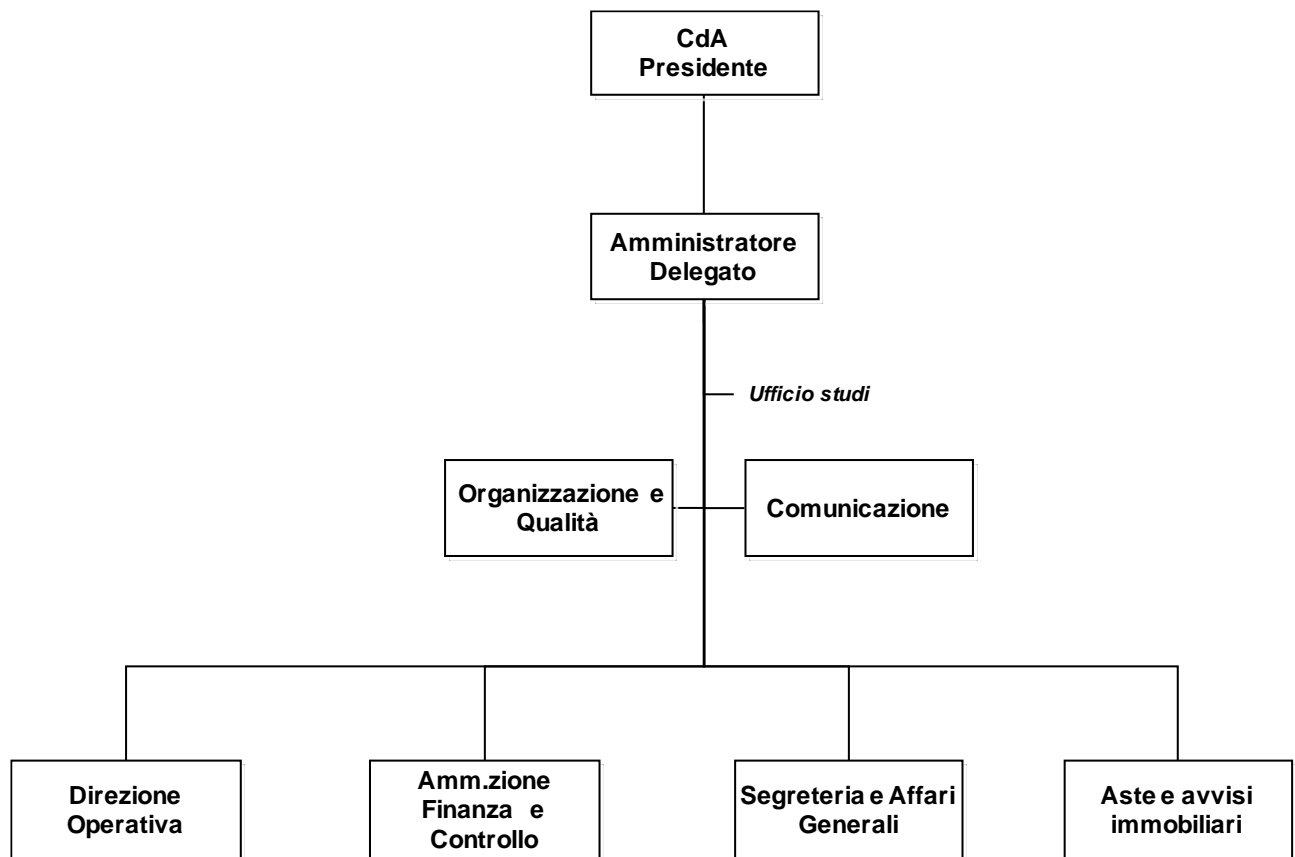 CdA
Presidente
Amministratore
Delegato
Ufficio studi
Organizzazione e
Qualità
Comunicazione
Direzione
Operativa
Amm.zione
Finanza e
Controllo
Segreteria e Affari
Generali
Aste e avvisi
immobiliari